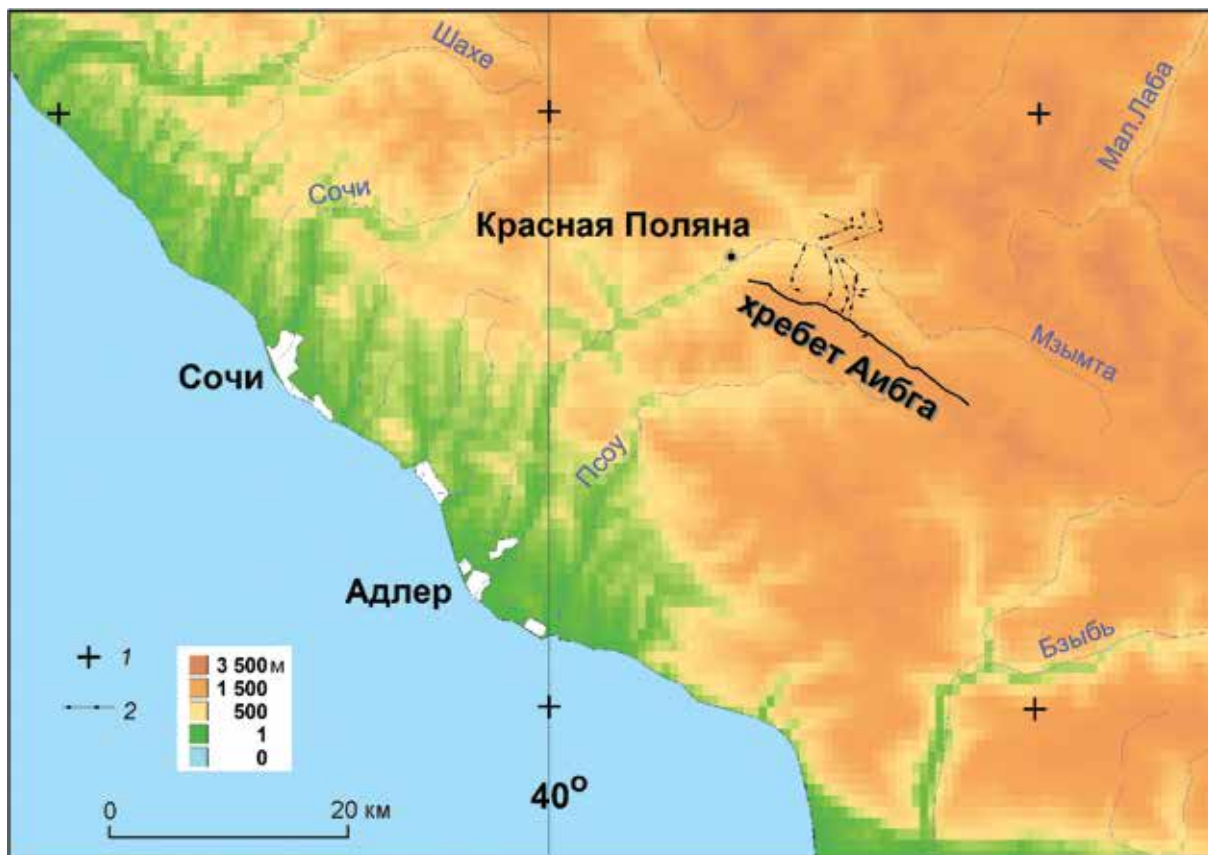 Шахе
Мал.Лаба
Сочи
Красная Поляна
хребет Аибга
Мзымта
Сочи
Псоу
Адлер
Бзыбь
1
2
3 500 м
1 500
500
1
0
0 20 км
40°